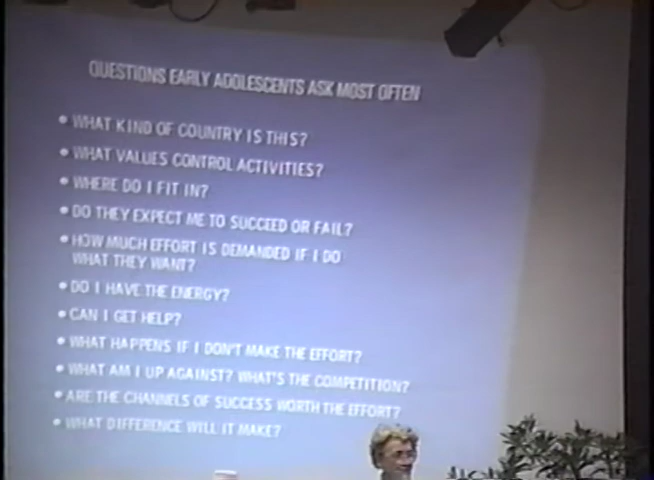 QUESTIONS EARLY ADOLESCENTS ASK MOST OFTEN
• WHAT KIND OF COUNTRY IS THIS?
• WHAT VALUES CONTROL ACTIVITIES?
• WHERE DO I FIT IN?
• DO THEY EXPECT ME TO SUCCEED OR FAIL?
• HOW MUCH EFFORT IS DEMANDED IF I DO
WHAT THEY WANT?
• DO I HAVE THE ENERGY?
• CAN I GET HELP?
• WHAT HAPPENS IF I DON'T MAKE THE EFFORT?
• WHAT AM I UP AGAINST? WHAT'S THE COMPETITION?
• ARE THE CHANNELS OF SUCCESS WORTH THE EFFORT?
• WHAT DIFFERENCE WILL IT MAKE?